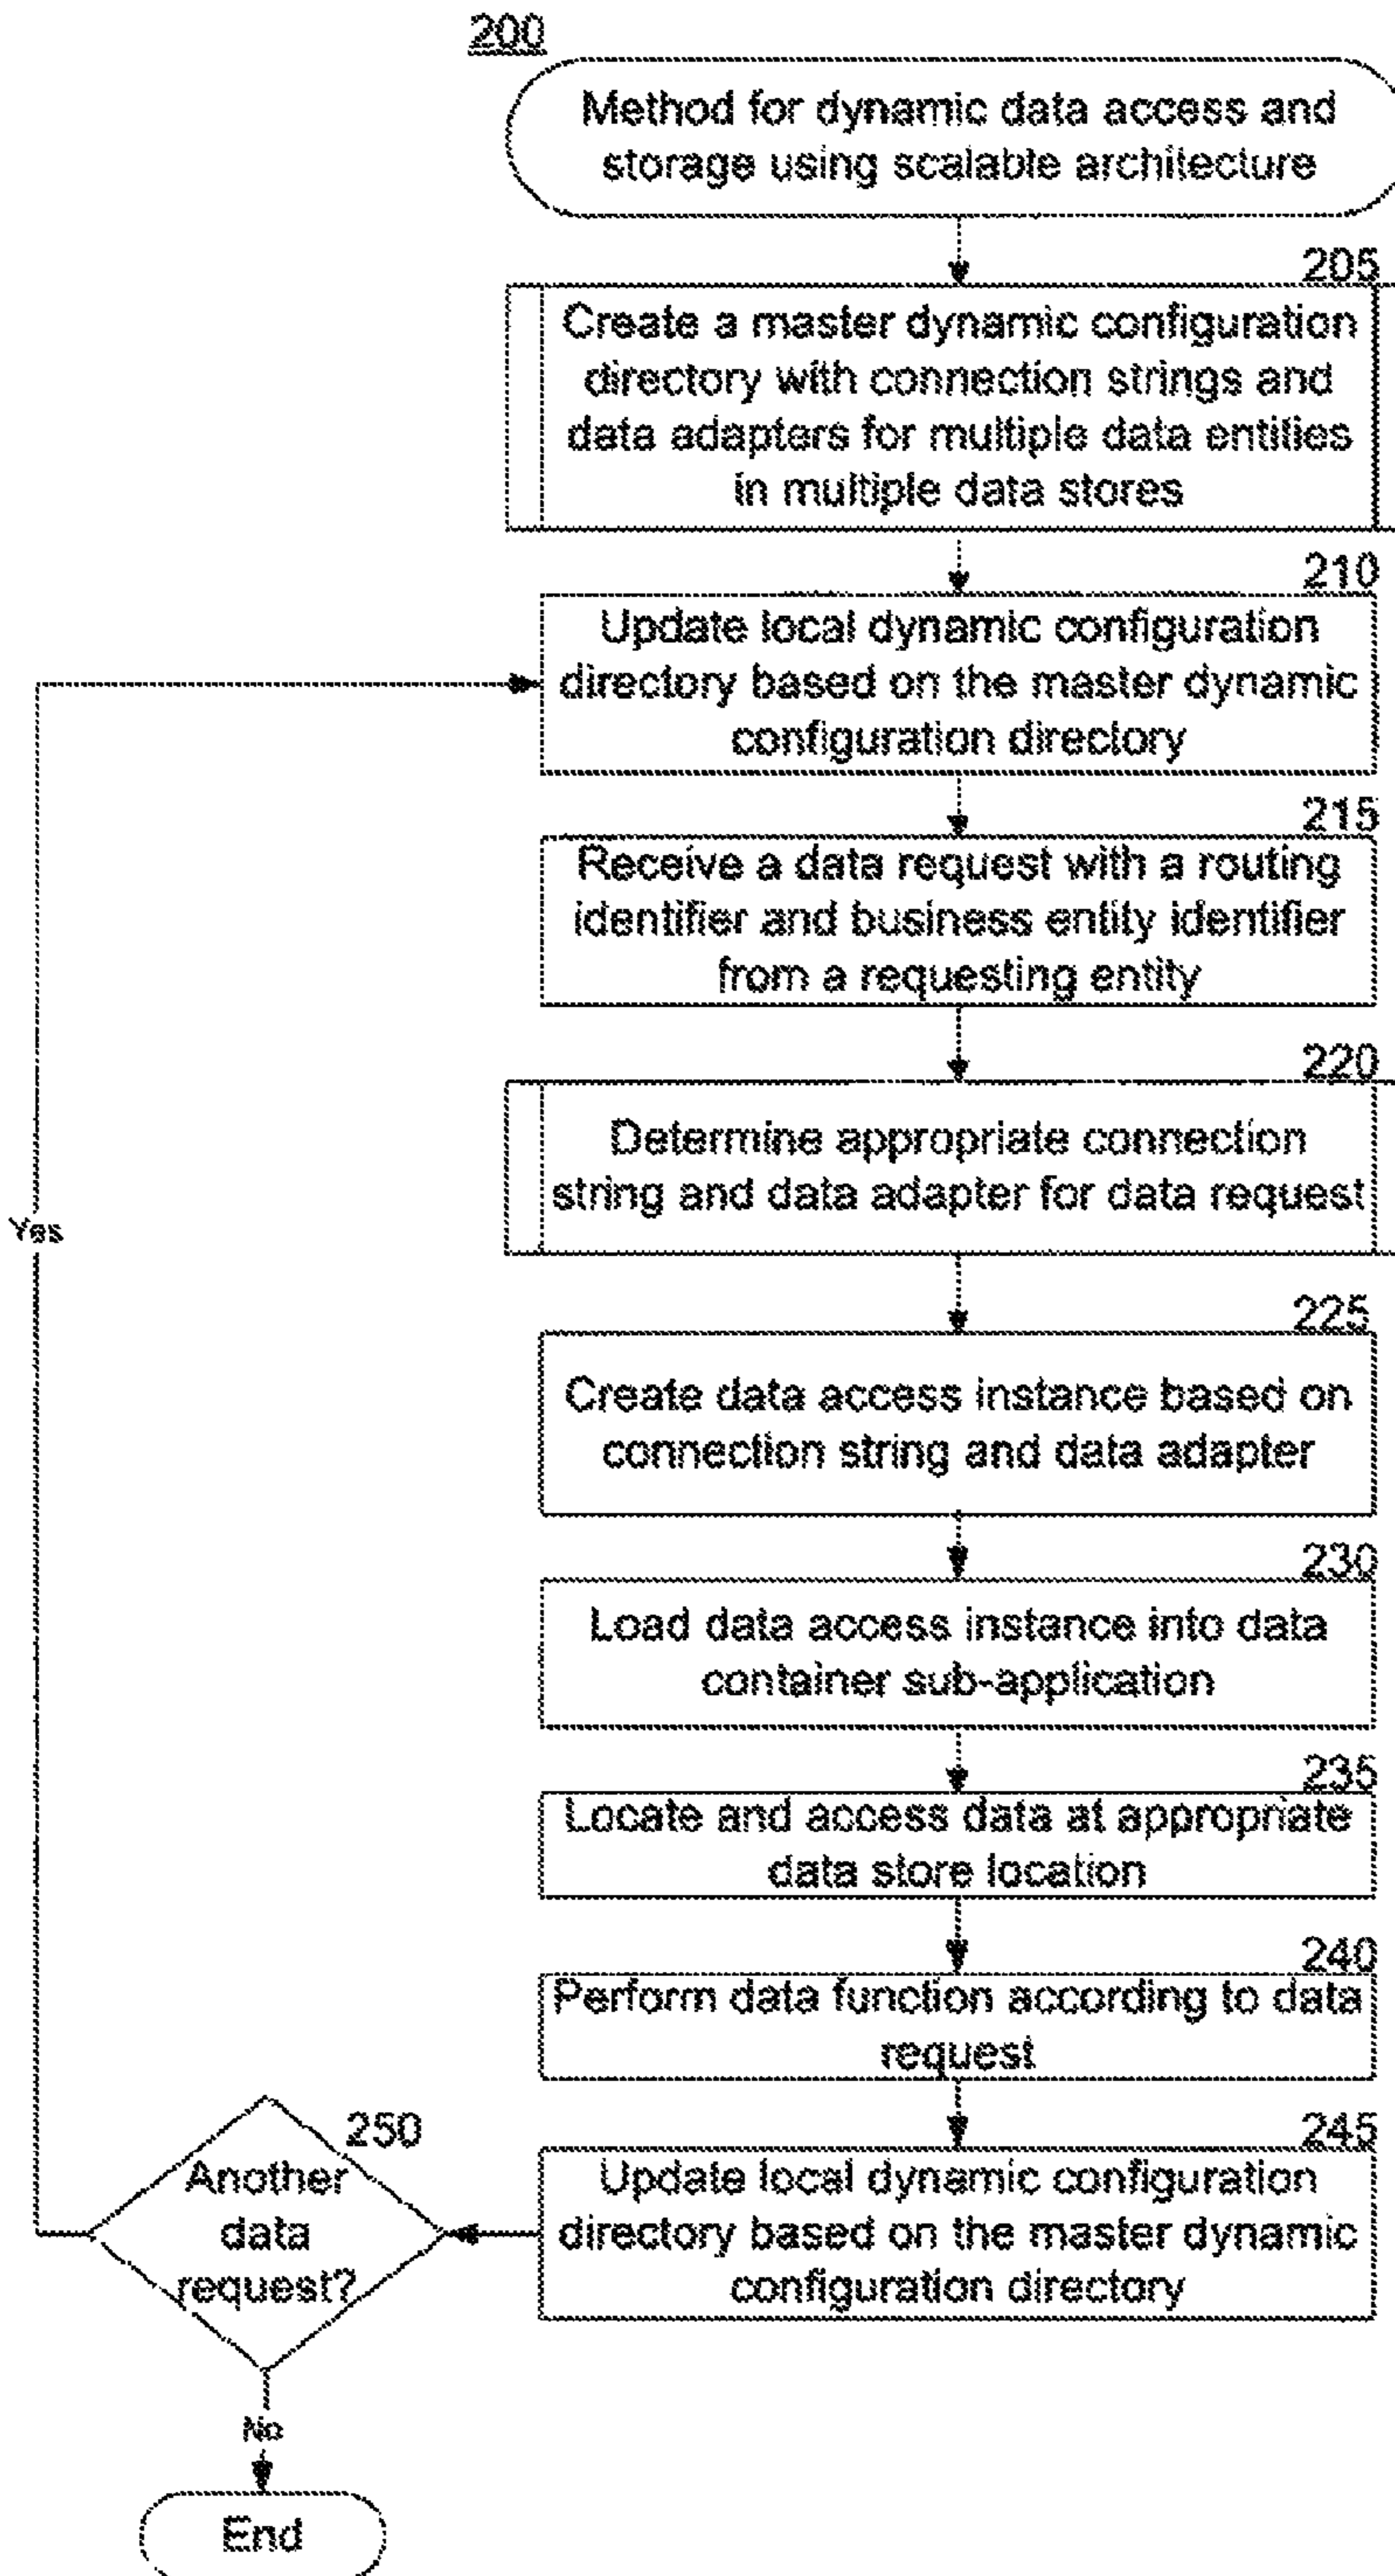 200
Method for dynamic data access and
storage using scalable architecture
205
Create a master dynamic configuration
directory with connection strings and
data adapters for multiple data entities
in multiple data stores
210
Update local dynamic configuration
directory based on the master dynamic
configuration directory
215
Receive a data request with a routing
identifier and business entity identifier
from a requesting entity
220
Determine appropriate connection
string and data adapter for data request
Yes
225
Create data access instance based on
connection string and data adapter
230
Load data access instance into data
container sub-application
235
Locate and access data at appropriate
data store location
240
Perform data function according to data
request
245
Update local dynamic configuration
directory based on the master dynamic
configuration directory
250
Another
data
request?
No
End